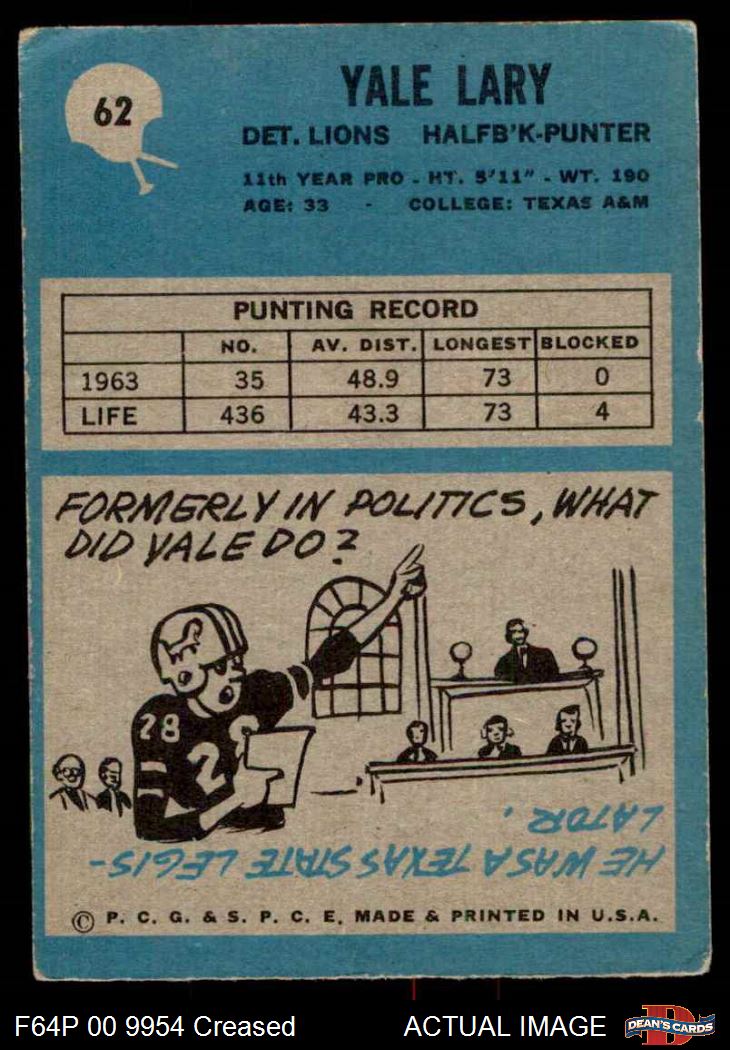 62
YALE LARY
DET. LIONS HALFB'K-PUNTER
11th YEAR PRO - HT. 5'11" - WT. 190
AGE: 33 - COLLEGE: TEXAS A&M
PUNTING RECORD
NO. AV. DIST. LONGEST BLOCKED
1963 35 48.9 73 0
LIFE 436 43.3 73 4
FORMERLY IN POLITICS, WHAT
DID YALE DO?
28
28
HE WAS A TEXAS STATE LEGIS-
LATOR.
© P. C. G. & S. P. C. E. MADE & PRINTED IN U.S.A.
F64P 00 9954 Creased ACTUAL IMAGE
DEAN'S CARDS